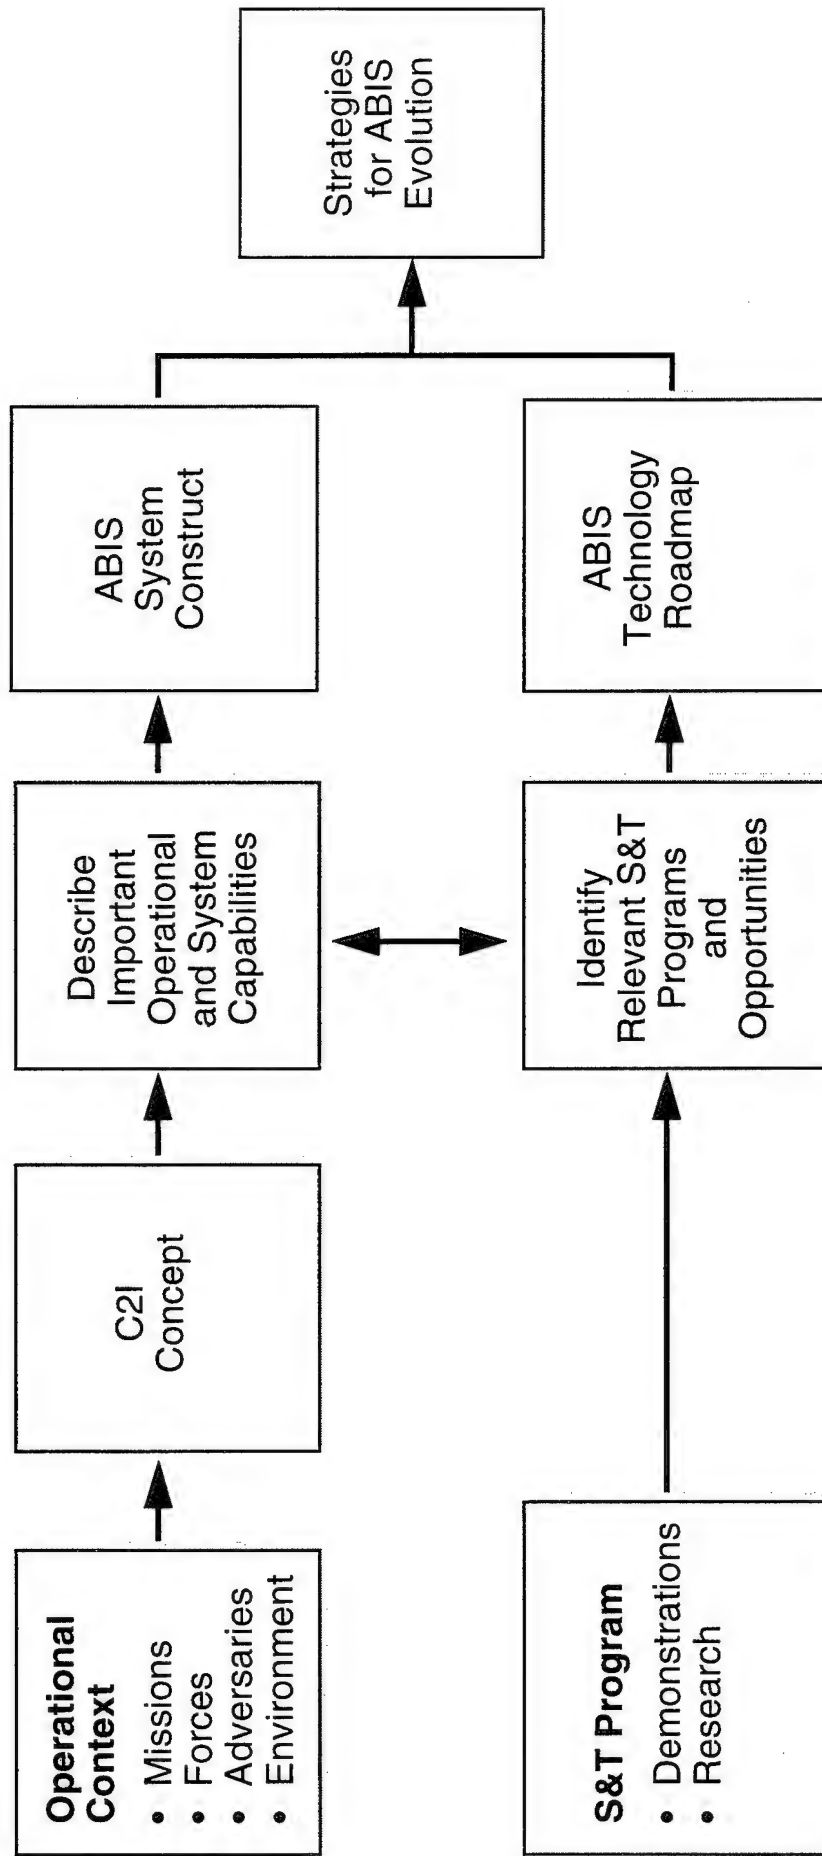 Operational
Context
• Missions
• Forces
• Adversaries
• Environment
C2I
Concept
Describe
Important
Operational
and System
Capabilities
ABIS
System
Construct
S&T Program
• Demonstrations
• Research
Identify
Relevant S&T
Programs
and
Opportunities
ABIS
Technology
Roadmap
Strategies
for ABIS
Evolution